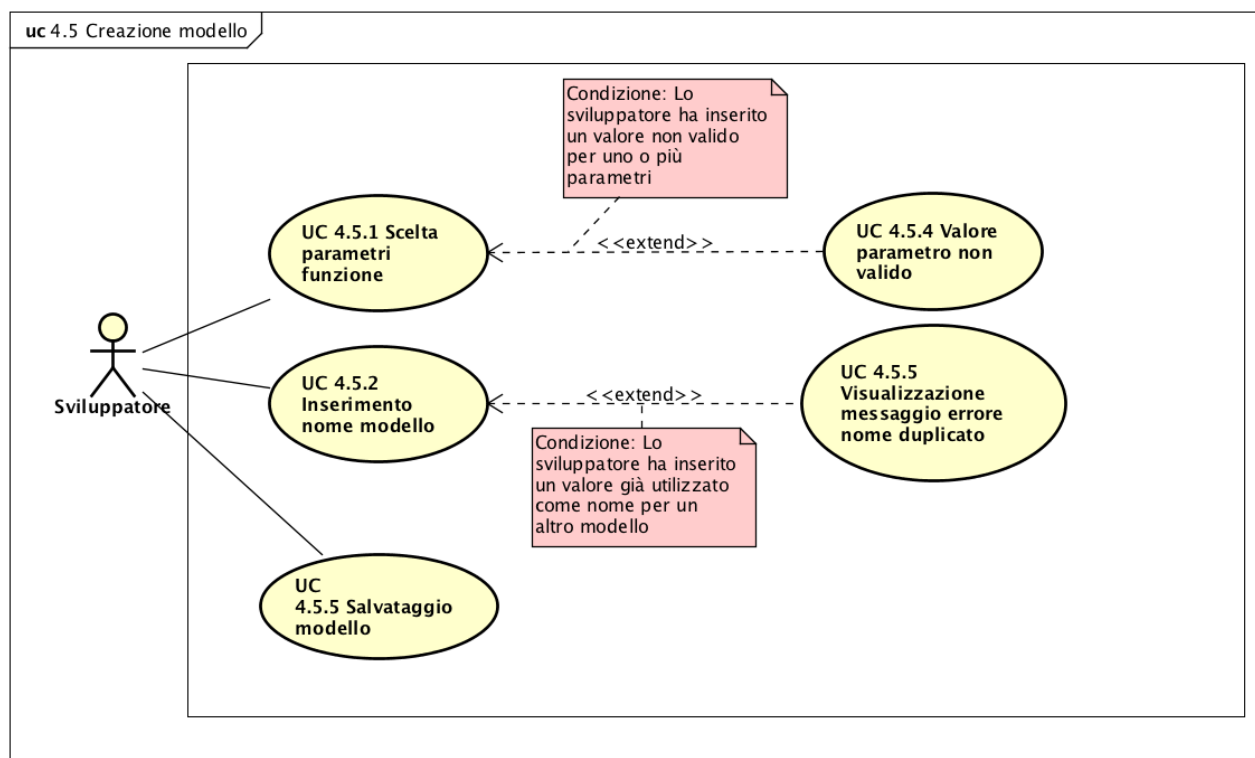 uc 4.5 Creazione modello
Condizione: Lo
sviluppatore ha inserito
un valore non valido
per uno o più
parametri
UC 4.5.1 Scelta
parametri
funzione
<<extend>>
UC 4.5.4 Valore
parametro non
valido
Sviluppatore
UC 4.5.2
Inserimento
nome modello
<<extend>>
UC 4.5.5
Visualizzazione
messaggio errore
nome duplicato
Condizione: Lo
sviluppatore ha inserito
un valore già utilizzato
come nome per un
altro modello
UC
4.5.5 Salvataggio
modello